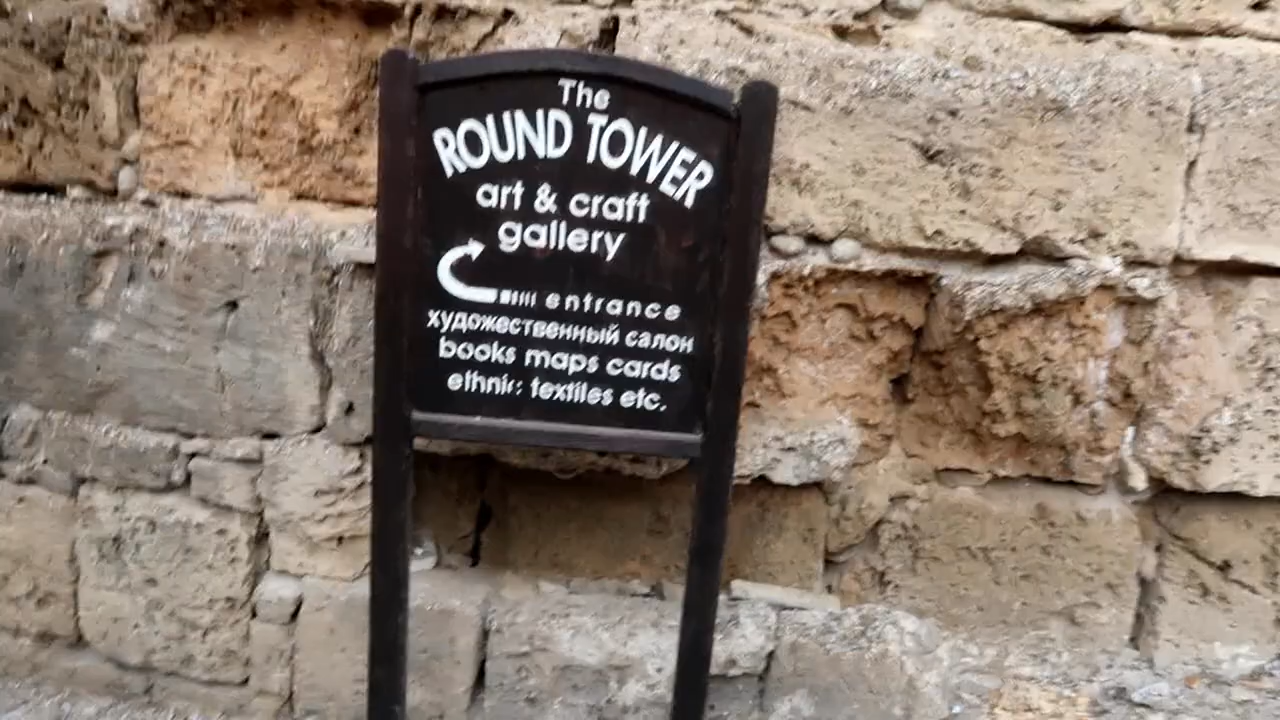 The
ROUND TOWER
art & craft
gallery
entrance
художественный салон
books maps cards
ethnic textiles etc.